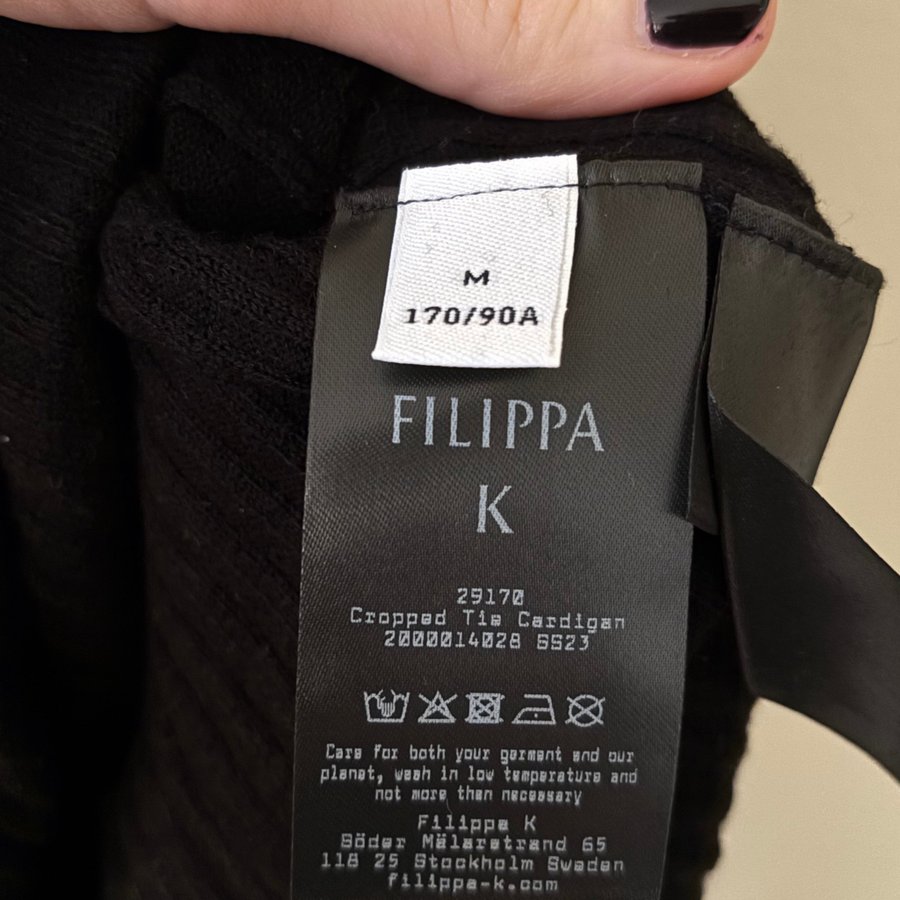 M
170/90A
FILIPPA
K
29170
Cropped Tie Cardigan
2000014028 SS23
Care for both your garment and our
planet, wash in low temperature and
not more than necessary
Filippa K
Söder Mälarstrand 65
118 25 Stockholm Sweden
filippa-k.com